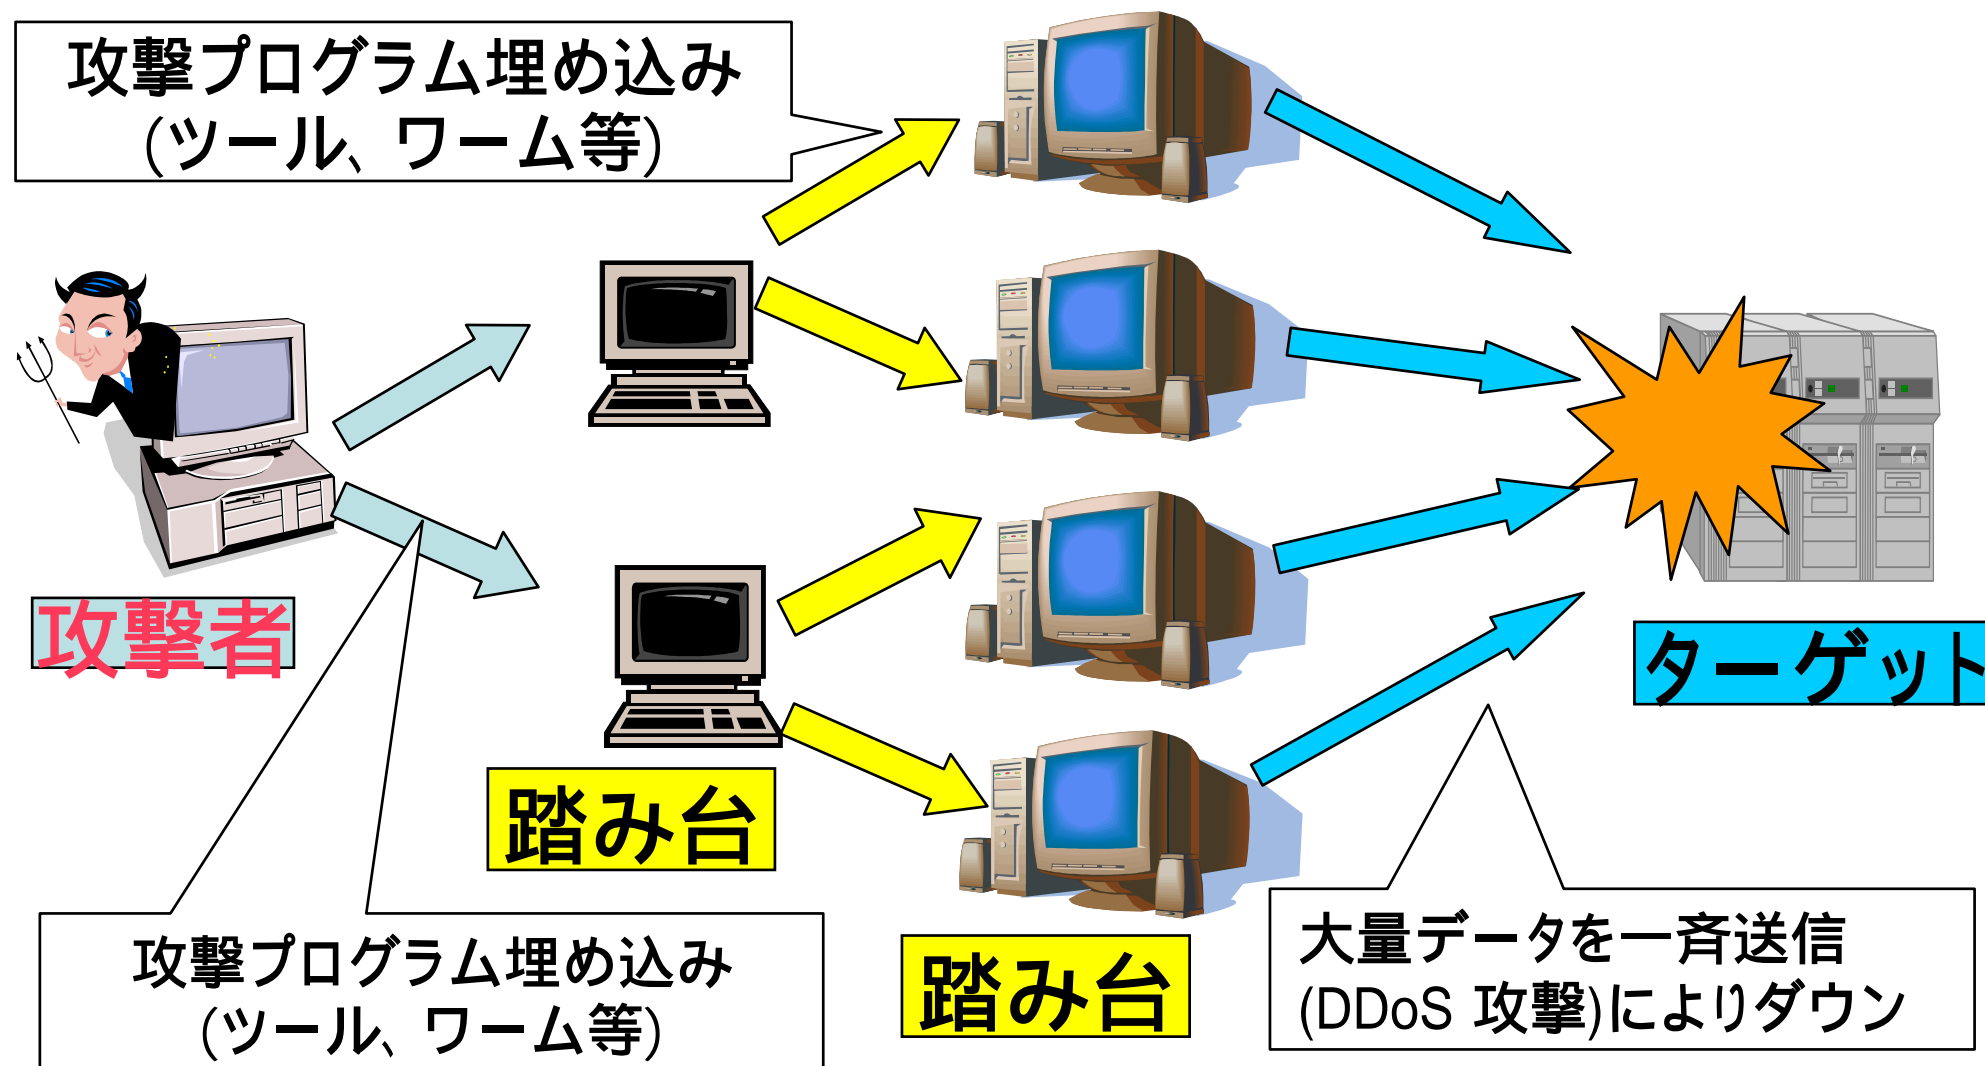 攻撃プログラム埋め込み
(ツール、ワーム等)
攻撃者
ターゲット
踏み台
攻撃プログラム埋め込み
(ツール、ワーム等)
踏み台
大量データを一斉送信
(DDoS 攻撃)によりダウン